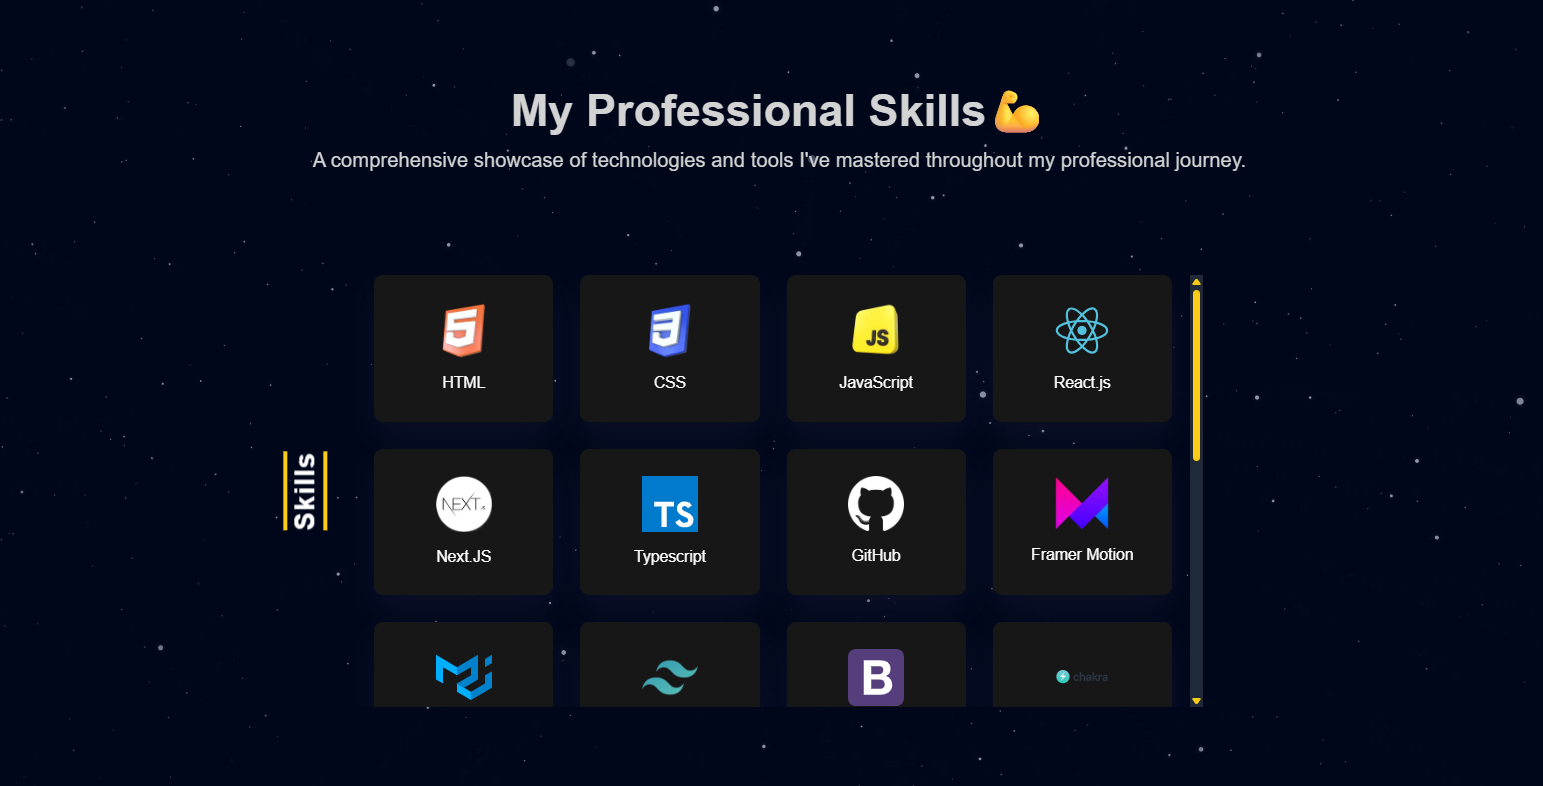 My Professional Skills
A comprehensive showcase of technologies and tools I've mastered throughout my professional journey.
5
3
JS
HTML
CSS
JavaScript
React.js
Skills
NEXT.js
TS
Next.JS
Typescript
GitHub
Framer Motion
B
chakra